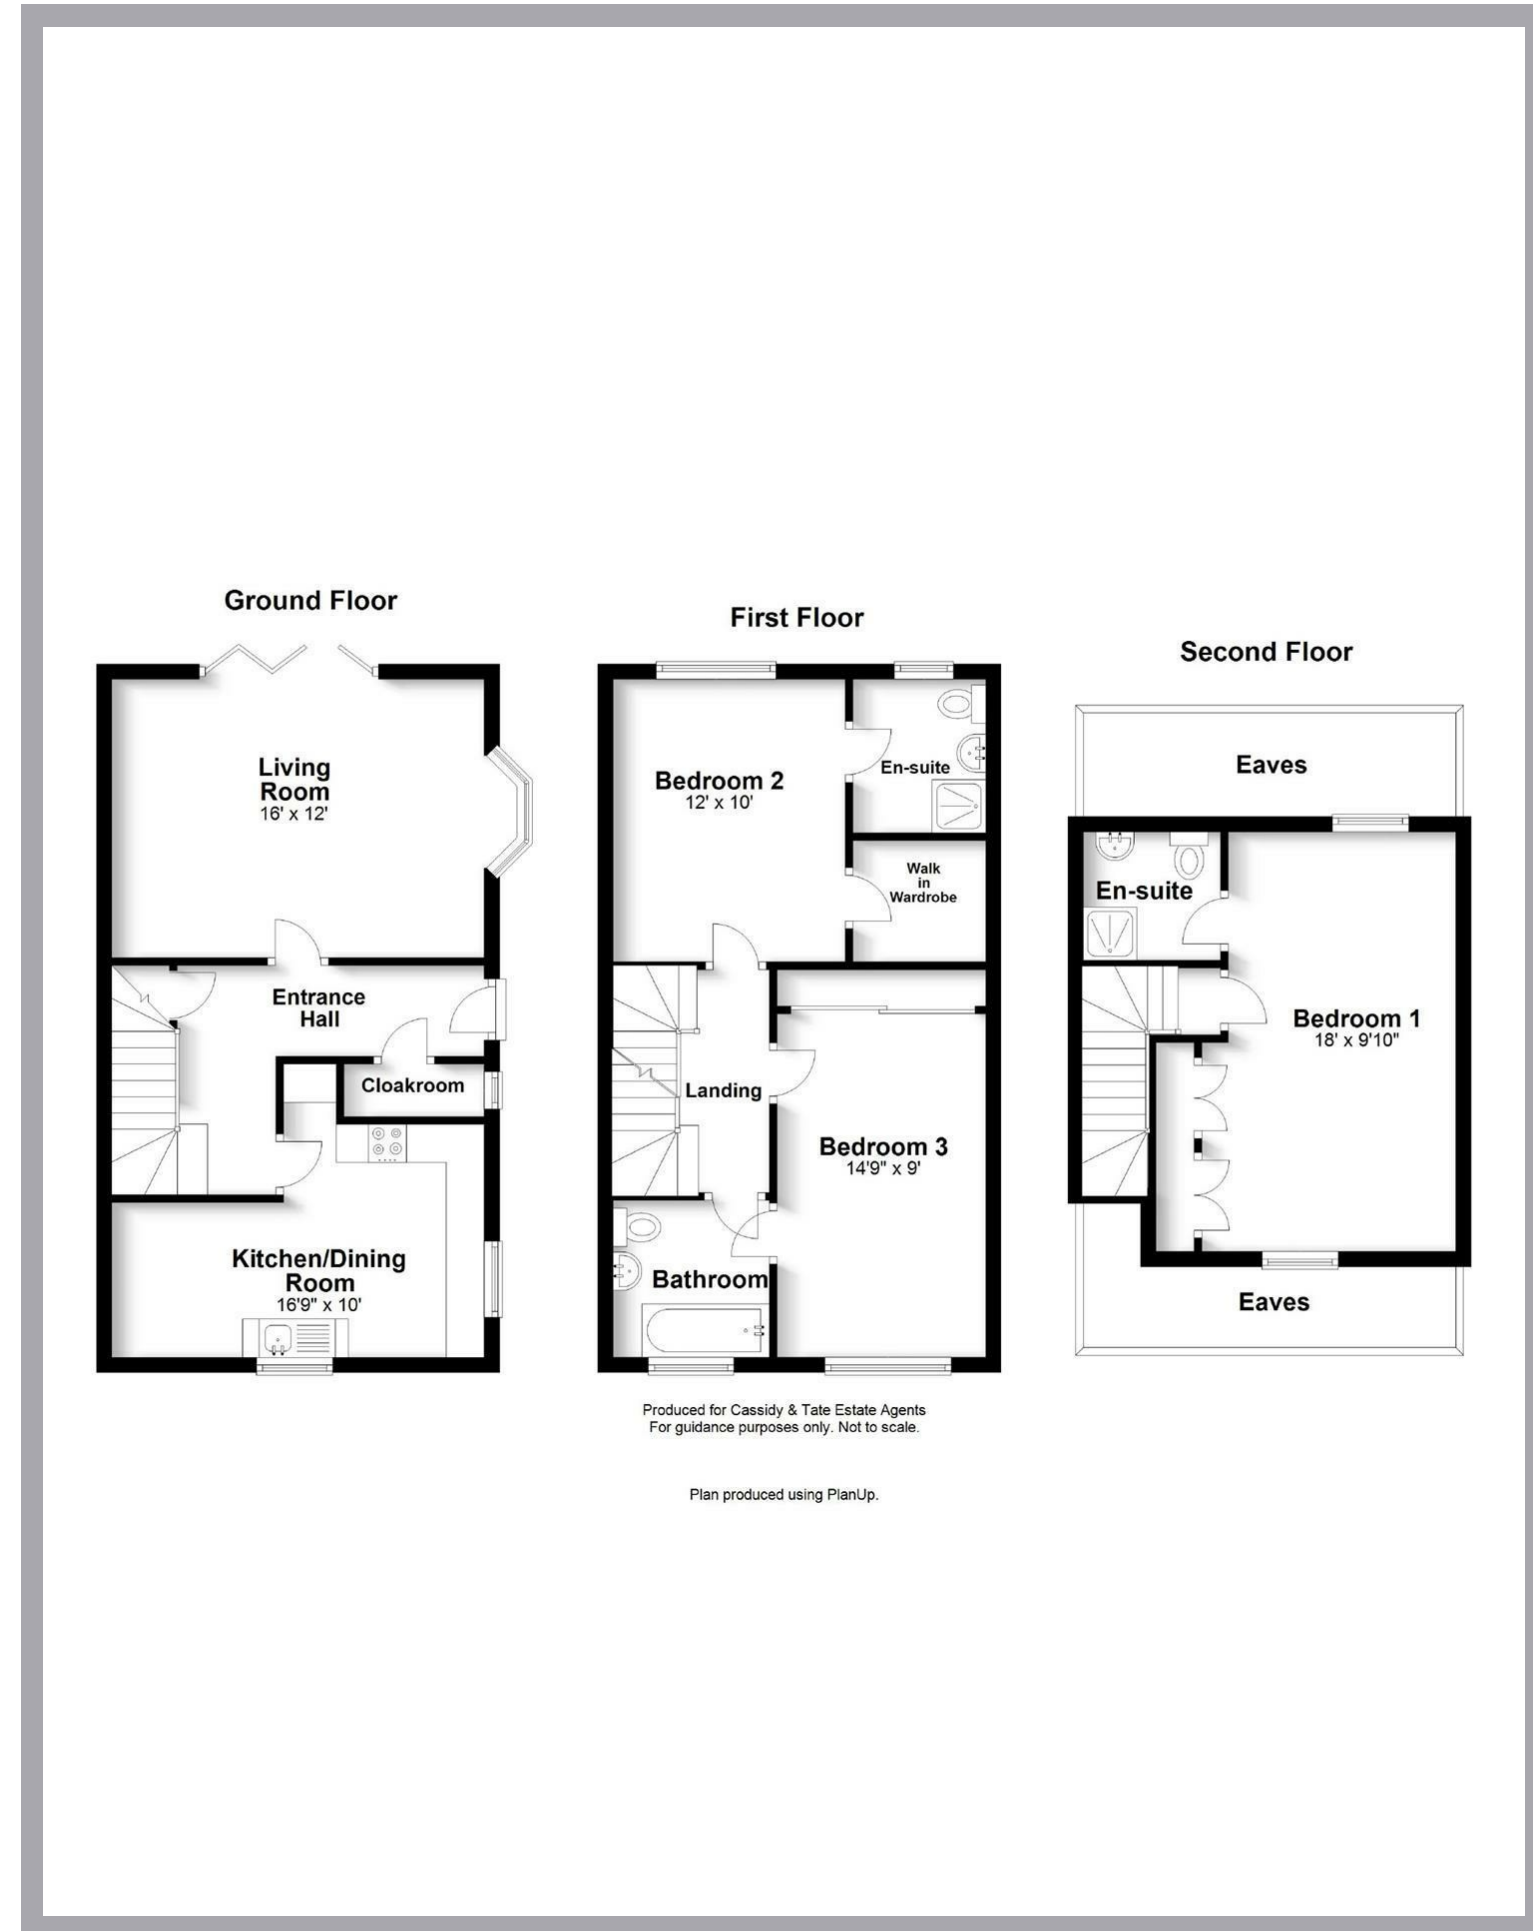 Ground Floor
Living
Room
16' x 12'
Entrance
Hall
Cloakroom
Kitchen/Dining
Room
16'9" x 10'
First Floor
Bedroom 2
12' x 10'
En-suite
Walk
in
Wardrobe
Landing
Bedroom 3
14'9" x 9'
Bathroom
Second Floor
Eaves
En-suite
Bedroom 1
18' x 9'10"
Eaves
Produced for Cassidy & Tate Estate Agents
For guidance purposes only. Not to scale.
Plan produced using PlanUp.